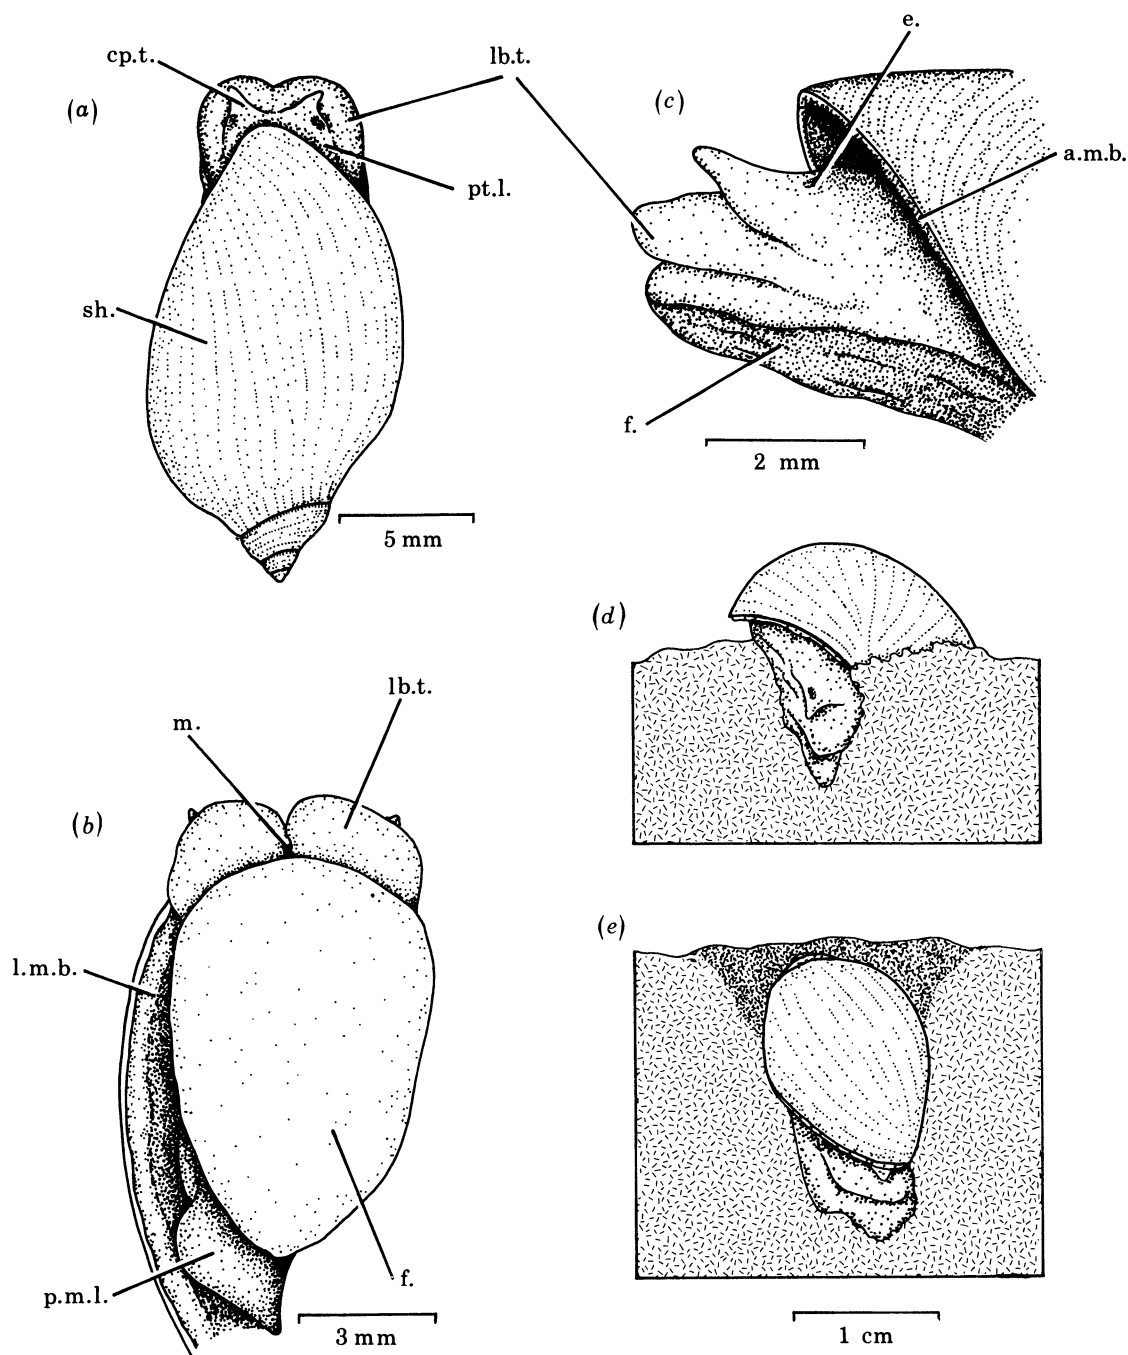 (a)
cp.t.
lb.t.
pt.l.
sh.
5 mm
(c)
e.
a.m.b.
f.
2 mm
(b)
m.
lb.t.
l.m.b.
p.m.l.
f.
3 mm
(d)
(e)
1 cm